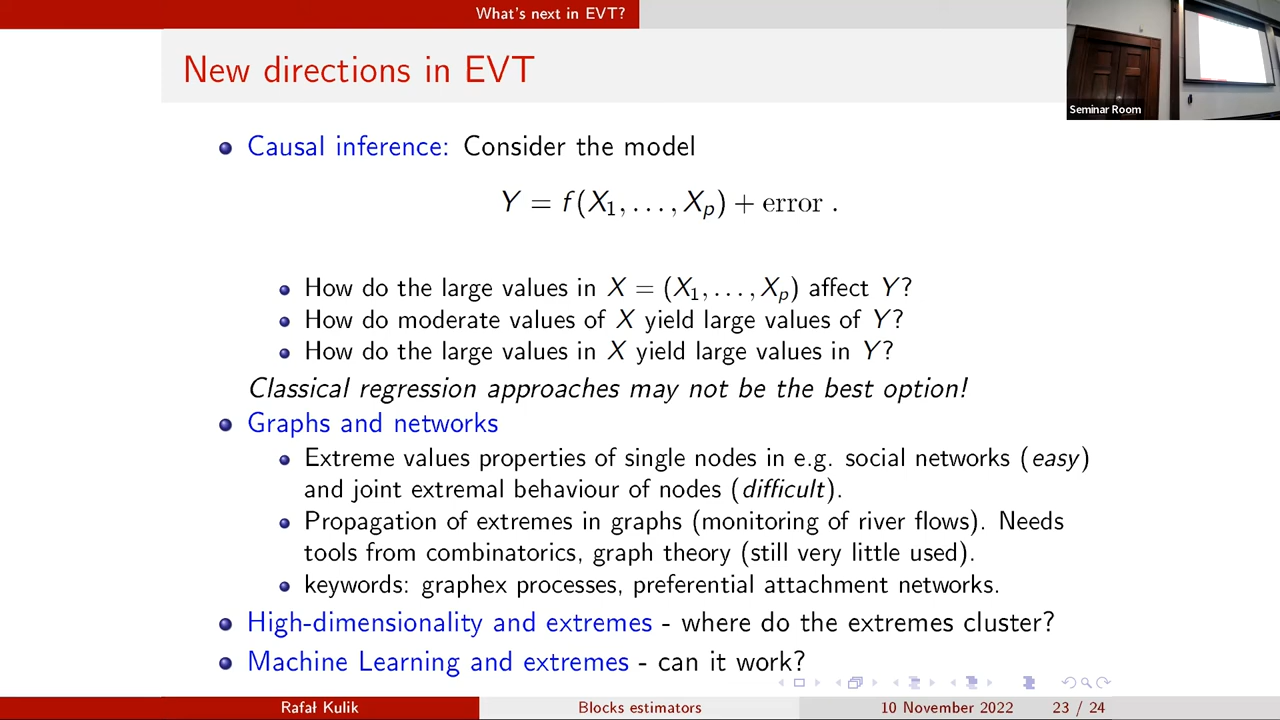 What's next in EVT?
New directions in EVT
Seminar Room
Causal inference: Consider the model
Y = f(X₁, . . . , Xₚ) + error .
How do the large values in X = (X₁, . . . , Xₚ) affect Y?
How do moderate values of X yield large values of Y?
How do the large values in X yield large values in Y?
Classical regression approaches may not be the best option!
Graphs and networks
Extreme values properties of single nodes in e.g. social networks (easy)
and joint extremal behaviour of nodes (difficult).
Propagation of extremes in graphs (monitoring of river flows). Needs
tools from combinatorics, graph theory (still very little used).
keywords: graphex processes, preferential attachment networks.
High-dimensionality and extremes - where do the extremes cluster?
Machine Learning and extremes - can it work?
Rafał Kulik Blocks estimators 10 November 2022 23 / 24